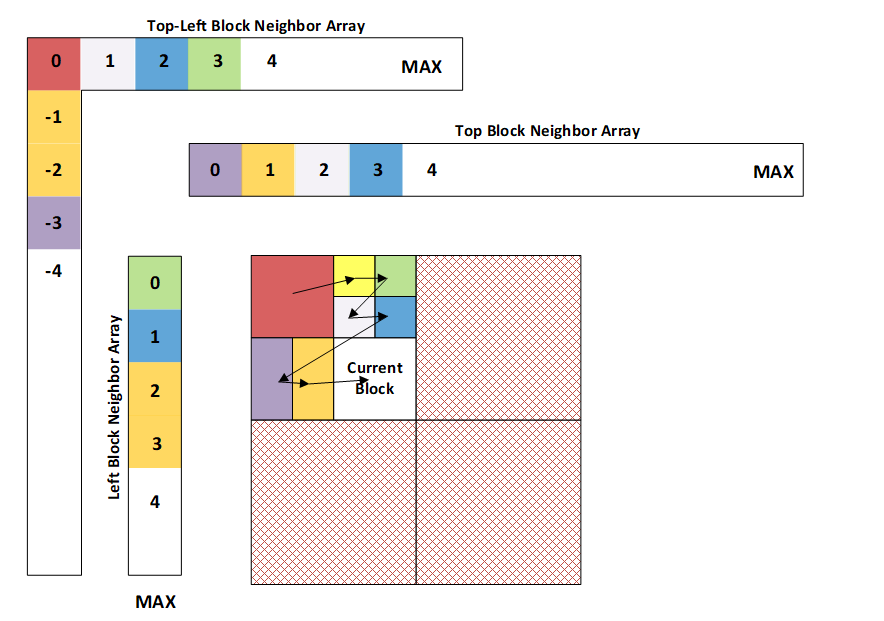 Top-Left Block Neighbor Array
0 1 2 3 4 MAX
-1
-2
-3
-4
Top Block Neighbor Array
0 1 2 3 4 MAX
Left Block Neighbor Array
0
1
2
3
4
MAX
Current
Block